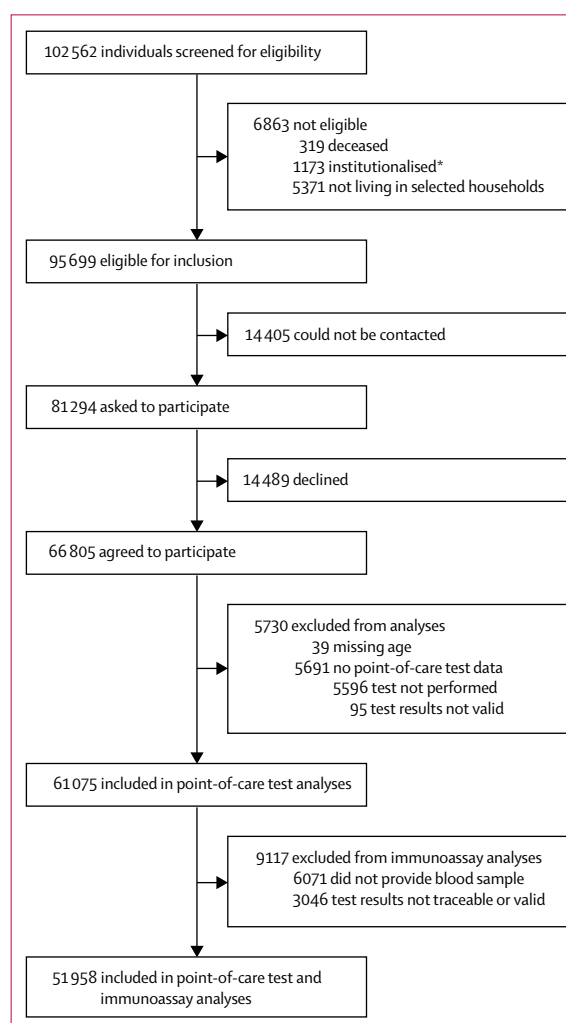 102 562 individuals screened for eligibility
6863 not eligible
319 deceased
1173 institutionalised*
5371 not living in selected households
95 699 eligible for inclusion
14 405 could not be contacted
81 294 asked to participate
14 489 declined
66 805 agreed to participate
5730 excluded from analyses
39 missing age
5691 no point-of-care test data
5596 test not performed
95 test results not valid
61 075 included in point-of-care test analyses
9117 excluded from immunoassay analyses
6071 did not provide blood sample
3046 test results not traceable or valid
51 958 included in point-of-care test and
immunoassay analyses